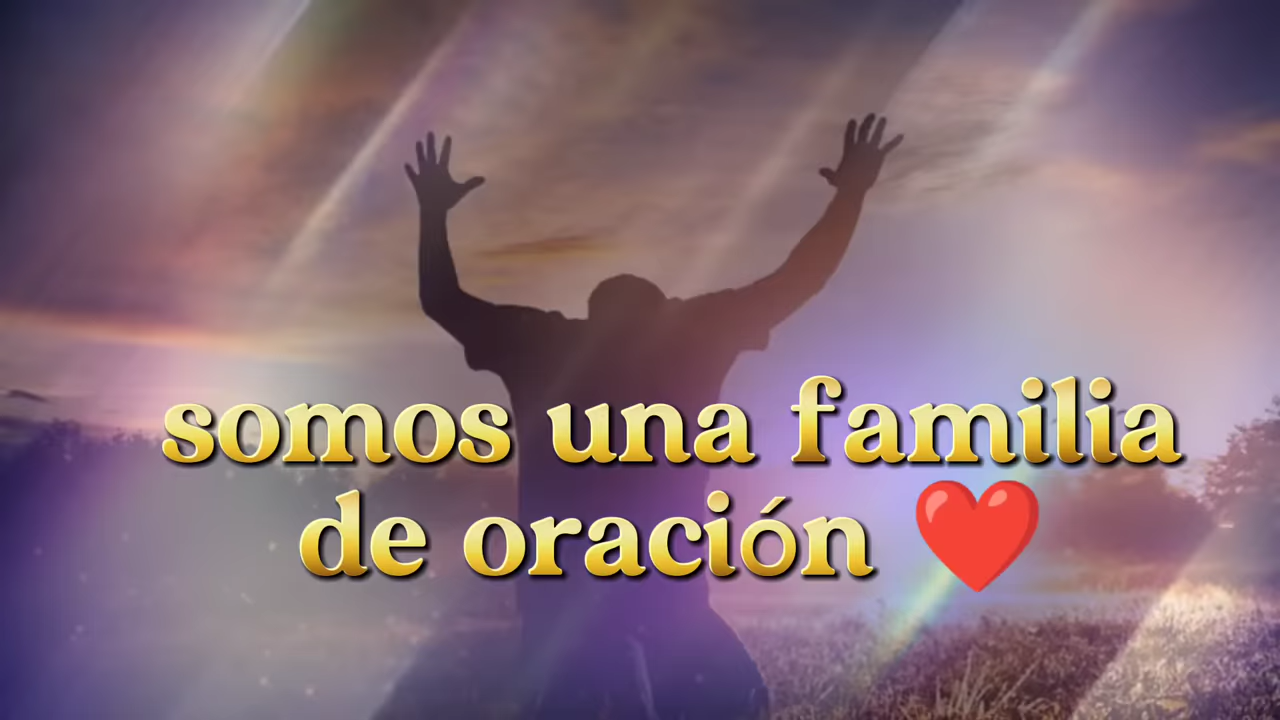 somos una familia
de oración ❤️